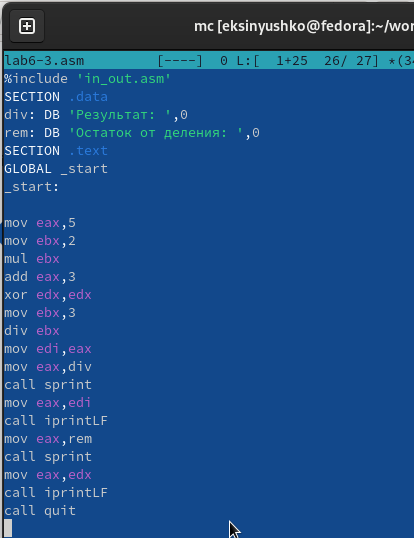 mc [eksinyushko@fedora]:~/wor
lab6-3.asm [----] 0 L:[ 1+25 26/ 27] *(34
%include 'in_out.asm'
SECTION .data
div: DB 'Результат: ',0
rem: DB 'Остаток от деления: ',0
SECTION .text
GLOBAL _start
_start:

mov eax,5
mov ebx,2
mul ebx
add eax,3
xor edx,edx
mov ebx,3
div ebx
mov edi,eax
mov eax,div
call sprint
mov eax,edi
call iprintLF
mov eax,rem
call sprint
mov eax,edx
call iprintLF
call quit